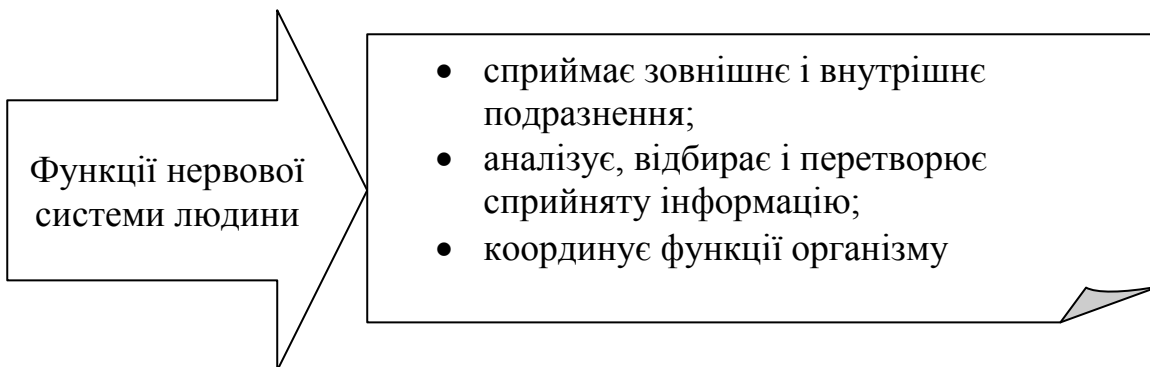 Функції нервової
системи людини
• сприймає зовнішнє і внутрішнє
подразнення;
• аналізує, відбирає і перетворює
сприйняту інформацію;
• координує функції організму